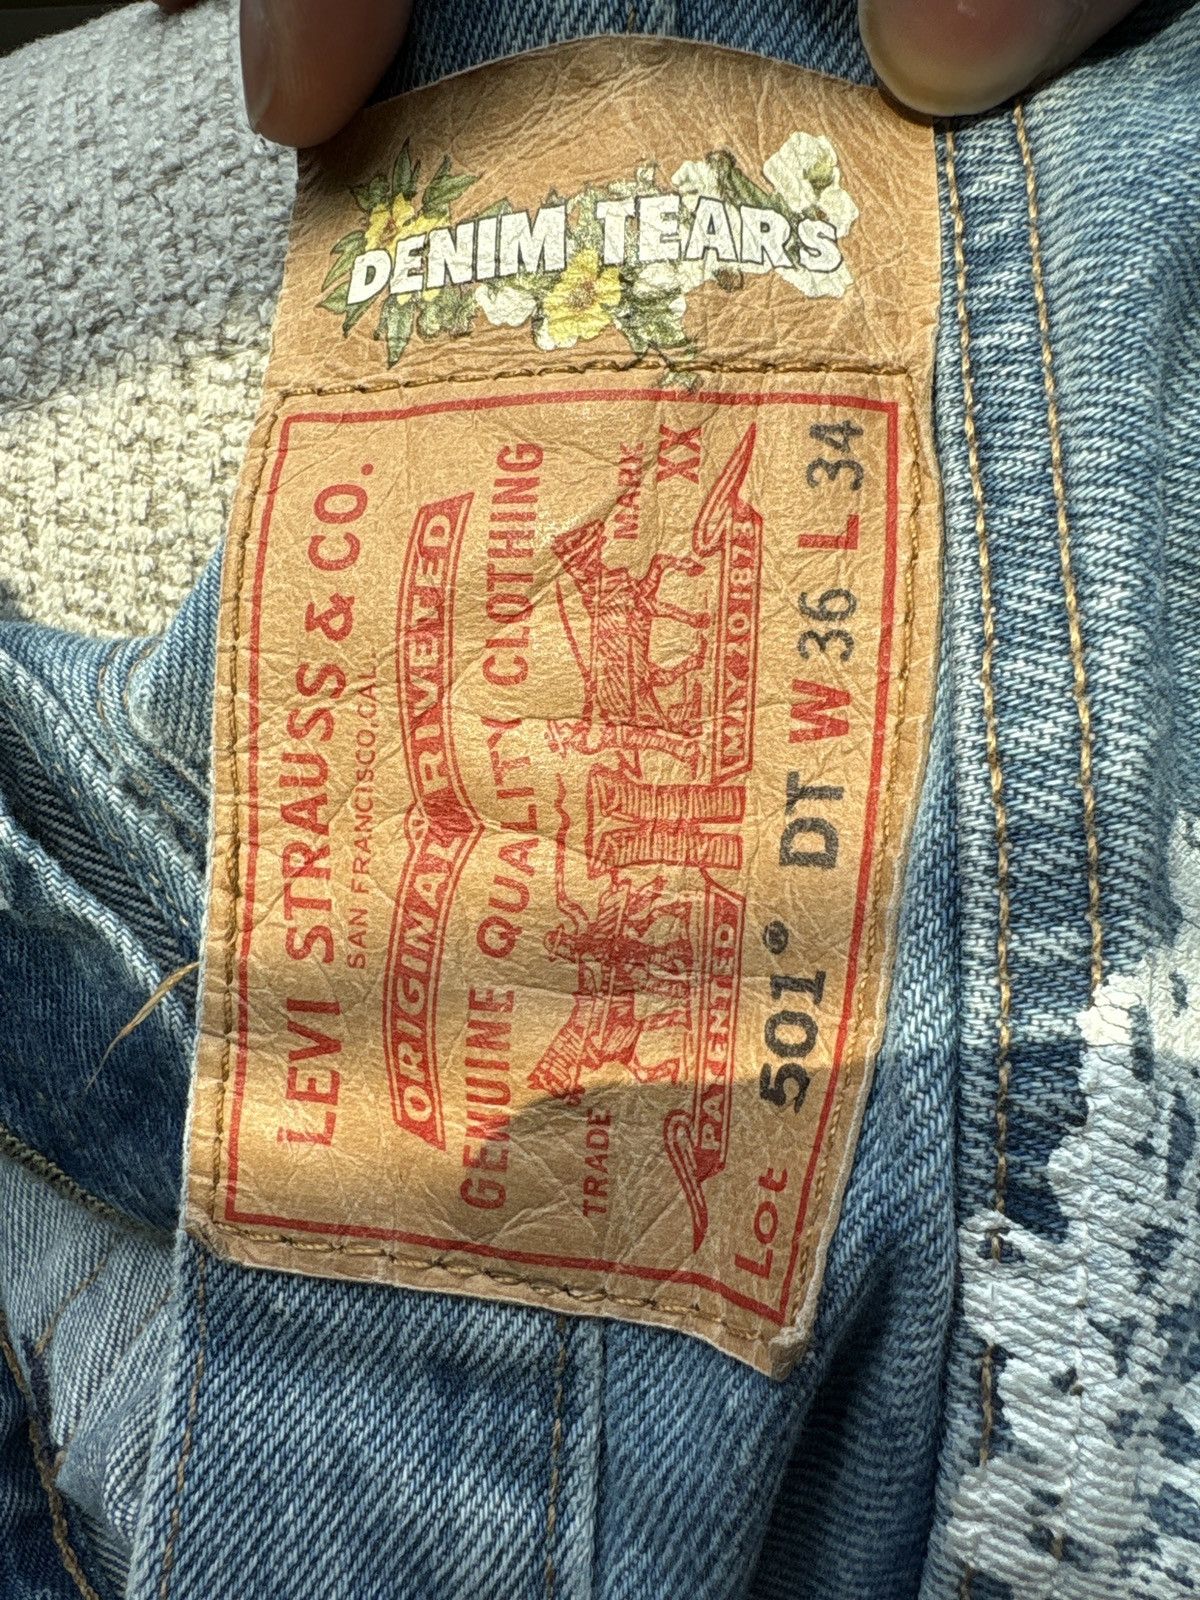 DENIM TEARS
LEVI STRAUSS & CO.
SAN FRANCISCO, CAL.
ORIGINAL RIVETED
GENUINE QUALITY CLOTHING
TRADE MARK
XX
PATENTED MAY 20 1873
Lot 501® DT W 36 L 34